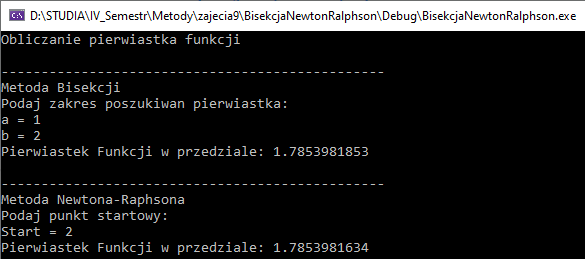 D:\STUDIA\IV_Semestr\Metody\zajecia9\BisekcjaNewtonRalphson\Debug\BisekcjaNewtonRalphson.exe
Obliczanie pierwiastka funkcji
------------------------------------------------
Metoda Bisekcji
Podaj zakres poszukiwan pierwiastka:
a = 1
b = 2
Pierwiastek Funkcji w przedziale: 1.7853981853
------------------------------------------------
Metoda Newtona-Raphsona
Podaj punkt startowy:
Start = 2
Pierwiastek Funkcji w przedziale: 1.7853981634